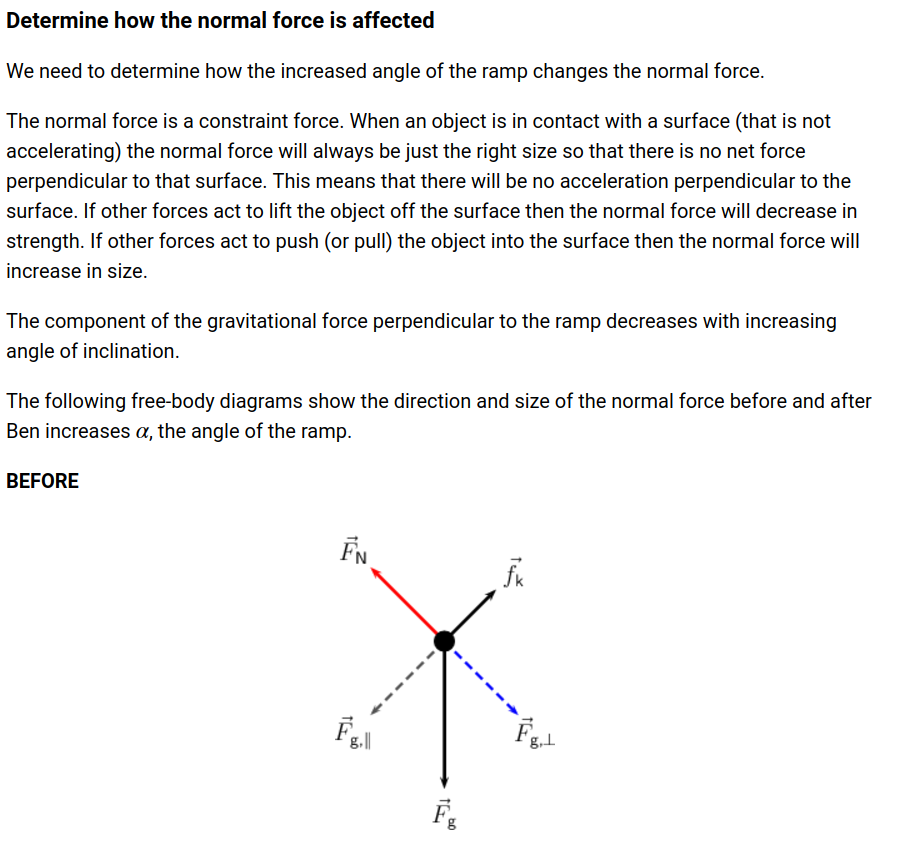 Determine how the normal force is affected
We need to determine how the increased angle of the ramp changes the normal force.
The normal force is a constraint force. When an object is in contact with a surface (that is not
accelerating) the normal force will always be just the right size so that there is no net force
perpendicular to that surface. This means that there will be no acceleration perpendicular to the
surface. If other forces act to lift the object off the surface then the normal force will decrease in
strength. If other forces act to push (or pull) the object into the surface then the normal force will
increase in size.
The component of the gravitational force perpendicular to the ramp decreases with increasing
angle of inclination.
The following free-body diagrams show the direction and size of the normal force before and after
Ben increases α, the angle of the ramp.
BEFORE
F⃗_N
f⃗_k
F⃗_g,∥
F⃗_g,⊥
F⃗_g